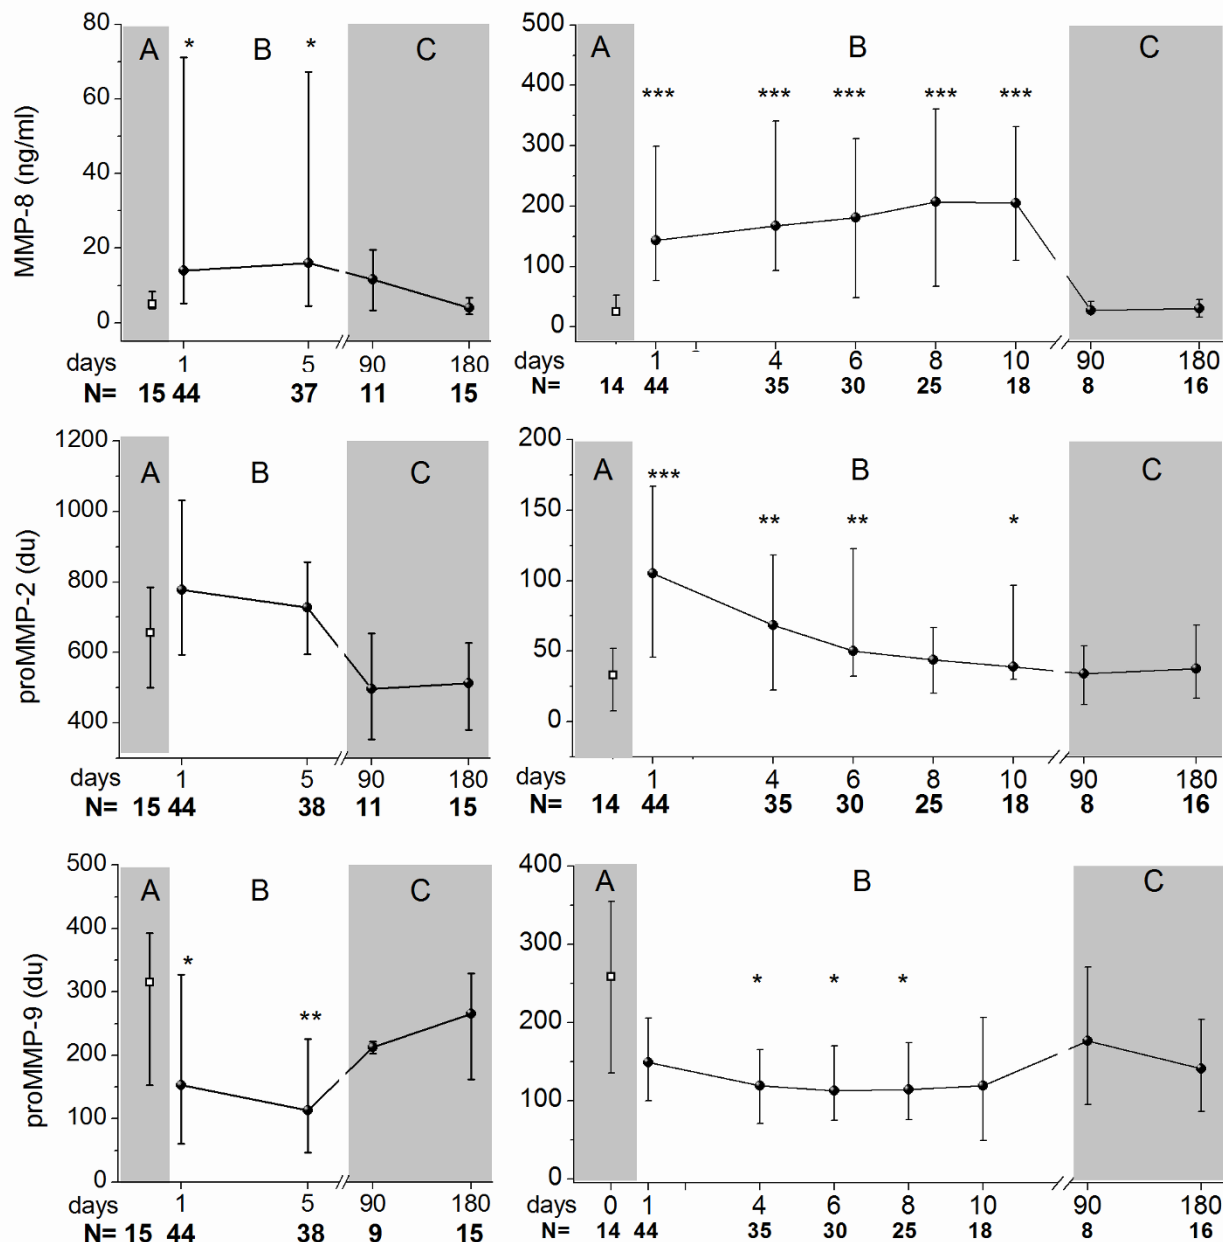 80
60
40
20
0
MMP-8 (ng/ml)
A * B * C
days 1 5 90 180
N= 15 44 37 11 15
500
400
300
200
100
0
A B C
*** *** *** *** ***
1 4 6 8 10 90 180
N= 14 44 35 30 25 18 8 16
1200
1000
800
600
400
proMMP-2 (du)
A B C
days 1 5 90 180
N= 15 44 38 11 15
200
150
100
50
0
A B C
***
** ** *
days 1 4 6 8 10 90 180
N= 14 44 35 30 25 18 8 16
500
400
300
200
100
0
proMMP-9 (du)
A B C
*
**
days 1 5 90 180
N= 15 44 38 9 15
400
300
200
100
0
A B C
* * *
days 0 1 4 6 8 10 90 180
N= 14 44 35 30 25 18 8 16